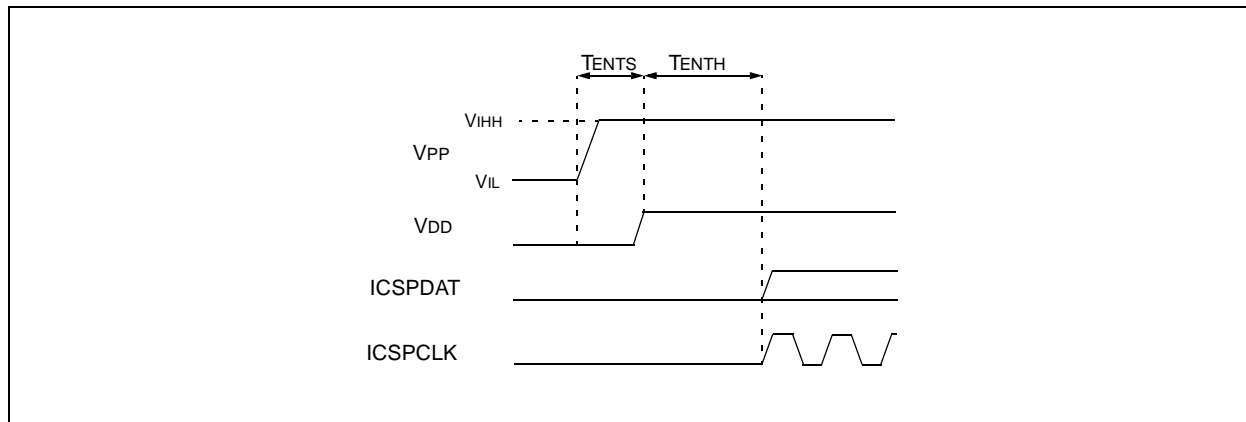 TENTS
TENTH
VIHH
VPP
VIL
VDD
ICSPDAT
ICSPCLK